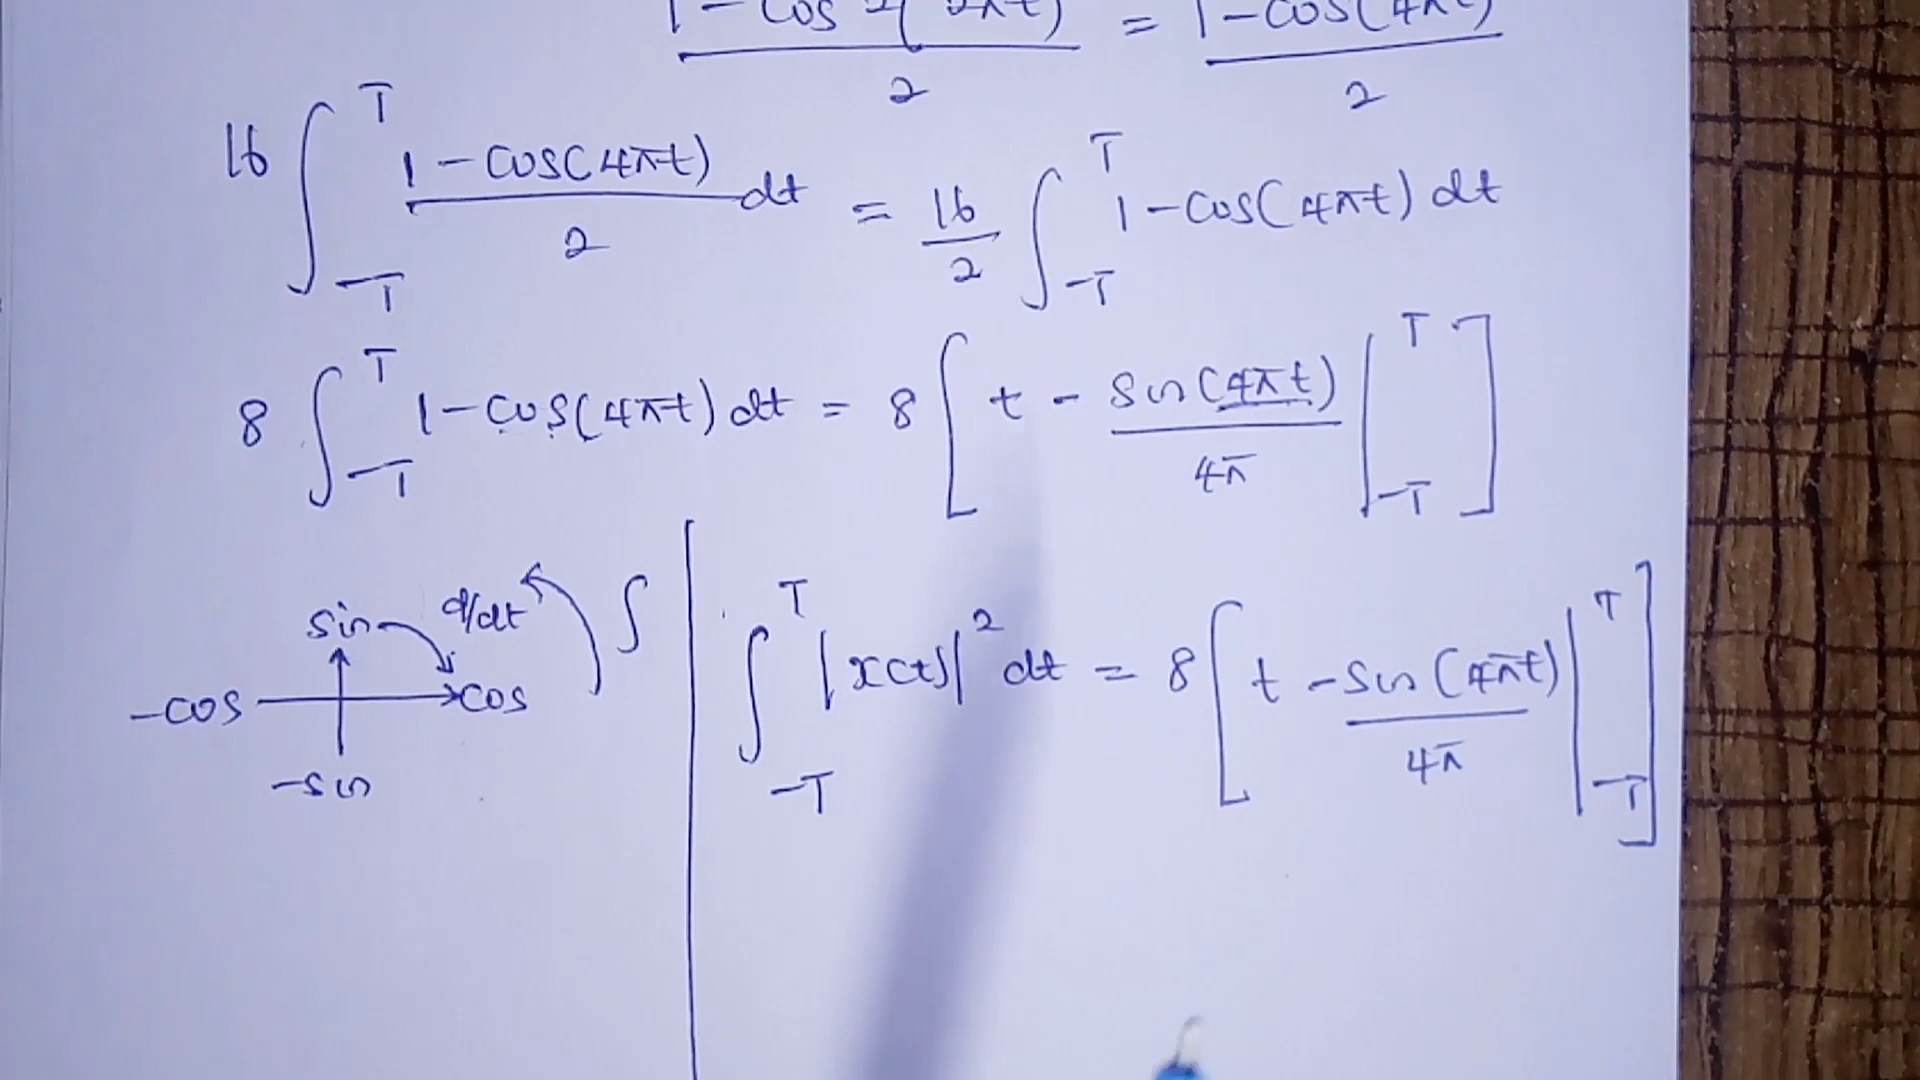 1 - Cos 2(2πt) / 2 = 1 - cos(4πt) / 2
16 ∫_{-T}^{T} 1 - cos(4πt) / 2 dt = 16/2 ∫_{-T}^{T} 1 - cos(4πt) dt
8 ∫_{-T}^{T} 1 - cos(4πt) dt = 8 [ t - sin(4πt) / 4π |_{-T}^{T} ]
sin d/dt ∫
-cos cos
-sin
∫_{-T}^{T} |x(t)|^2 dt = 8 [ t - sin(4πt) / 4π |_{-T}^{T} ]